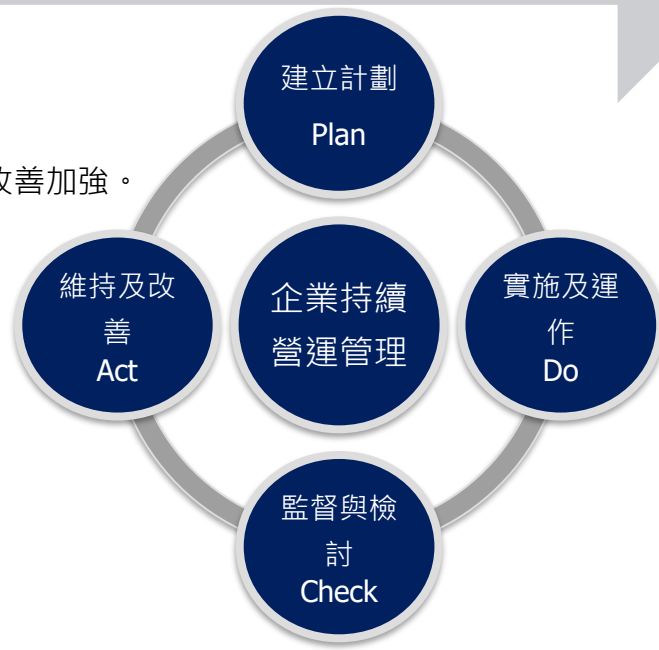 建立計劃
Plan
改善加強。
維持及改
善
Act
企業持續
營運管理
實施及運
作
Do
監督與檢
討
Check